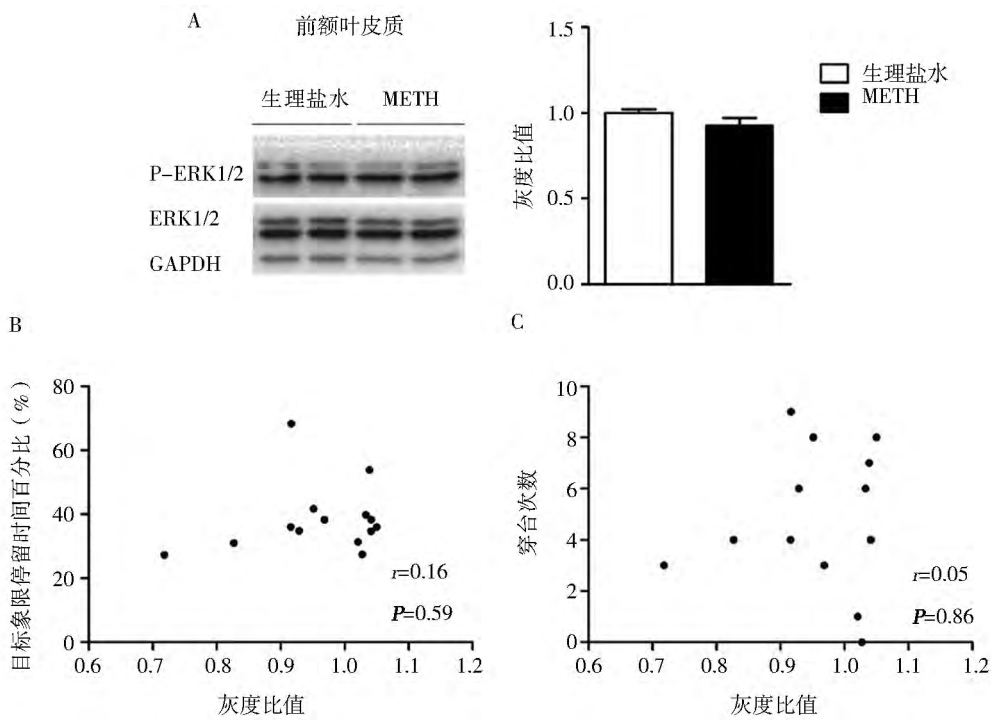 A
前额叶皮质
生理盐水
METH
P-ERK1/2
ERK1/2
GAPDH
灰度比值
1.5
1.0
0.5
0.0
生理盐水
METH
B
目标象限停留时间百分比（%）
80
60
40
20
0
0.6
0.7
0.8
0.9
1.0
1.1
1.2
r=0.16
P=0.59
灰度比值
C
穿台次数
10
8
6
4
2
0
0.6
0.7
0.8
0.9
1.0
1.1
1.2
r=0.05
P=0.86
灰度比值